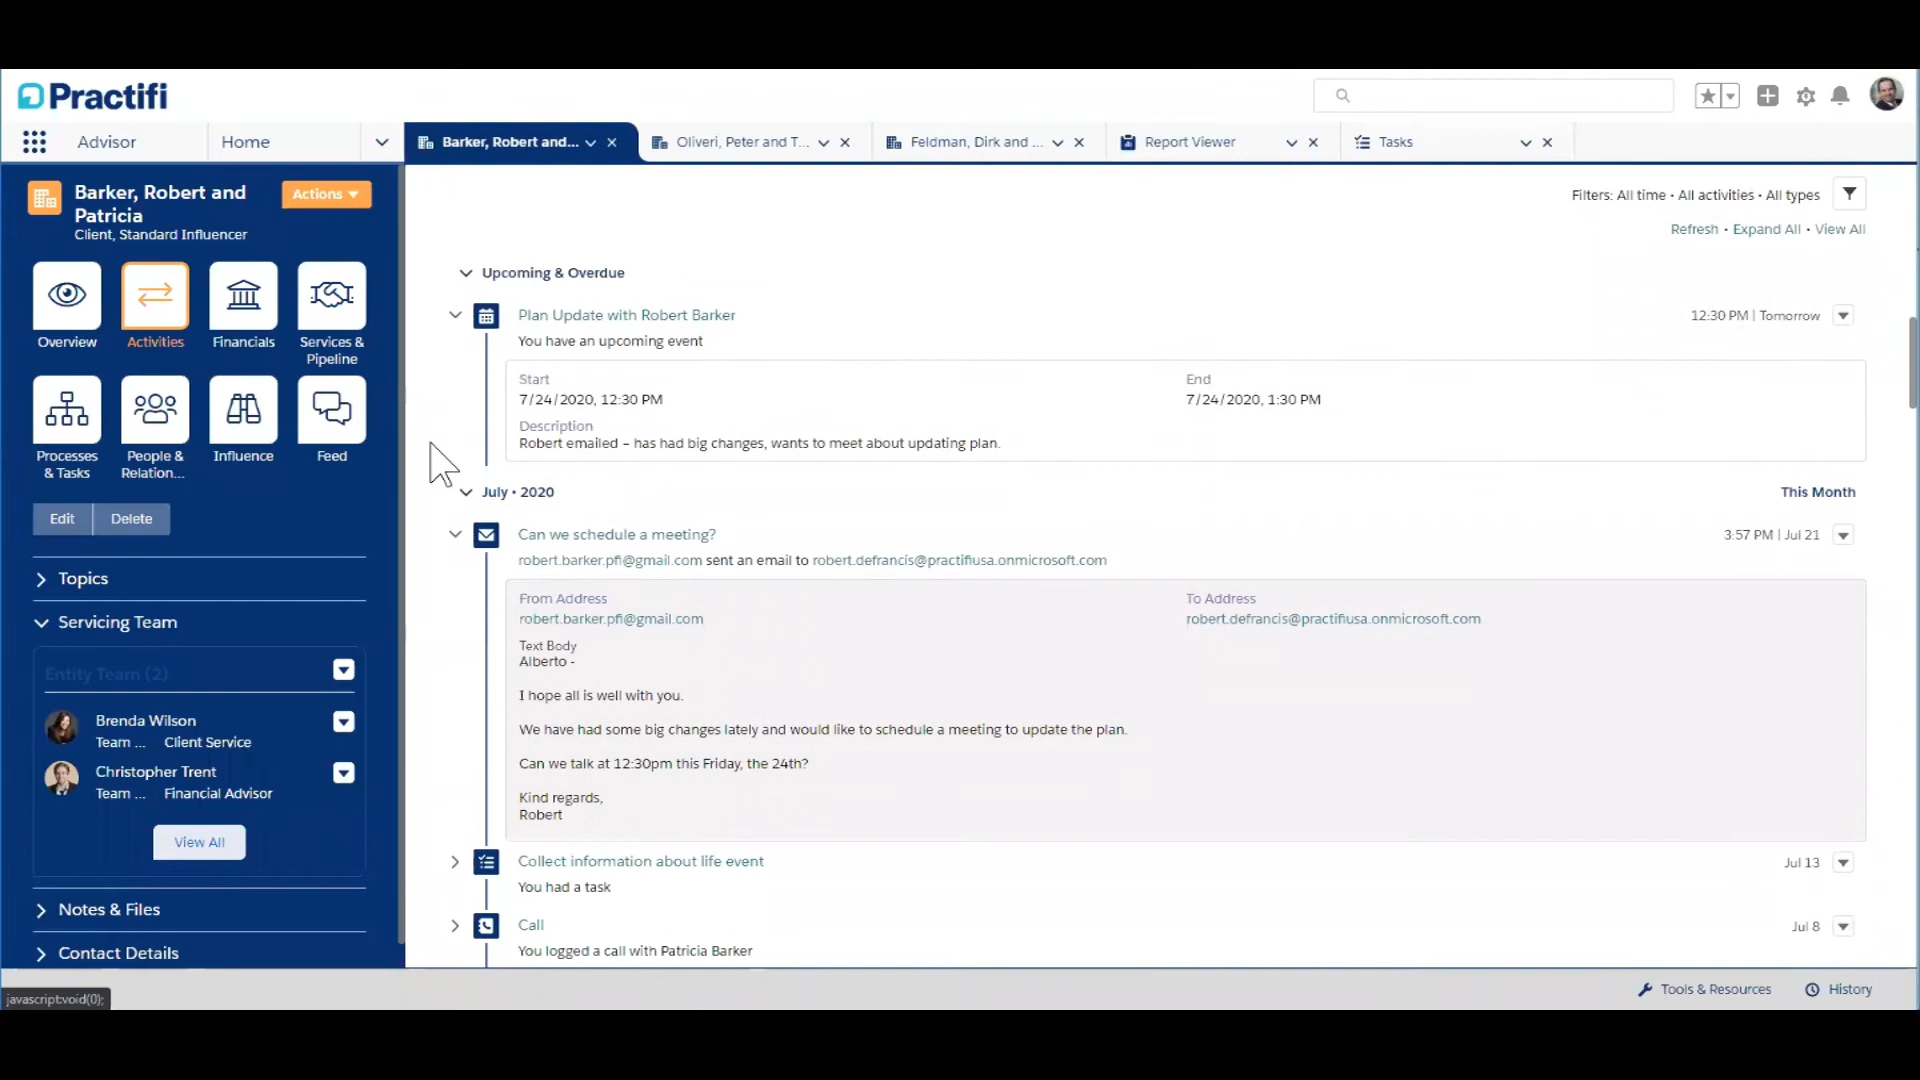 Practifi
Advisor
Home
Barker, Robert and...
Oliveri, Peter and T...
Feldman, Dirk and ...
Report Viewer
Tasks
Barker, Robert and
Patricia
Client, Standard Influencer
Actions
Overview
Activities
Financials
Services &
Pipeline
Processes
& Tasks
People &
Relation...
Influence
Feed
Edit
Delete
Topics
Servicing Team
Entity Team (2)
Brenda Wilson
Team ... Client Service
Christopher Trent
Team ... Financial Advisor
View All
Notes & Files
Contact Details
javascript:void(0);
Filters: All time • All activities • All types
Refresh • Expand All • View All
Upcoming & Overdue
Plan Update with Robert Barker
12:30 PM | Tomorrow
You have an upcoming event
Start
7/24/2020, 12:30 PM
End
7/24/2020, 1:30 PM
Description
Robert emailed – has had big changes, wants to meet about updating plan.
July • 2020
This Month
Can we schedule a meeting?
3:57 PM | Jul 21
robert.barker.pfi@gmail.com sent an email to robert.defrancis@practifiusa.onmicrosoft.com
From Address
robert.barker.pfi@gmail.com
To Address
robert.defrancis@practifiusa.onmicrosoft.com
Text Body
Alberto -
I hope all is well with you.
We have had some big changes lately and would like to schedule a meeting to update the plan.
Can we talk at 12:30pm this Friday, the 24th?
Kind regards,
Robert
Collect information about life event
Jul 13
You had a task
Call
Jul 8
You logged a call with Patricia Barker
Tools & Resources
History